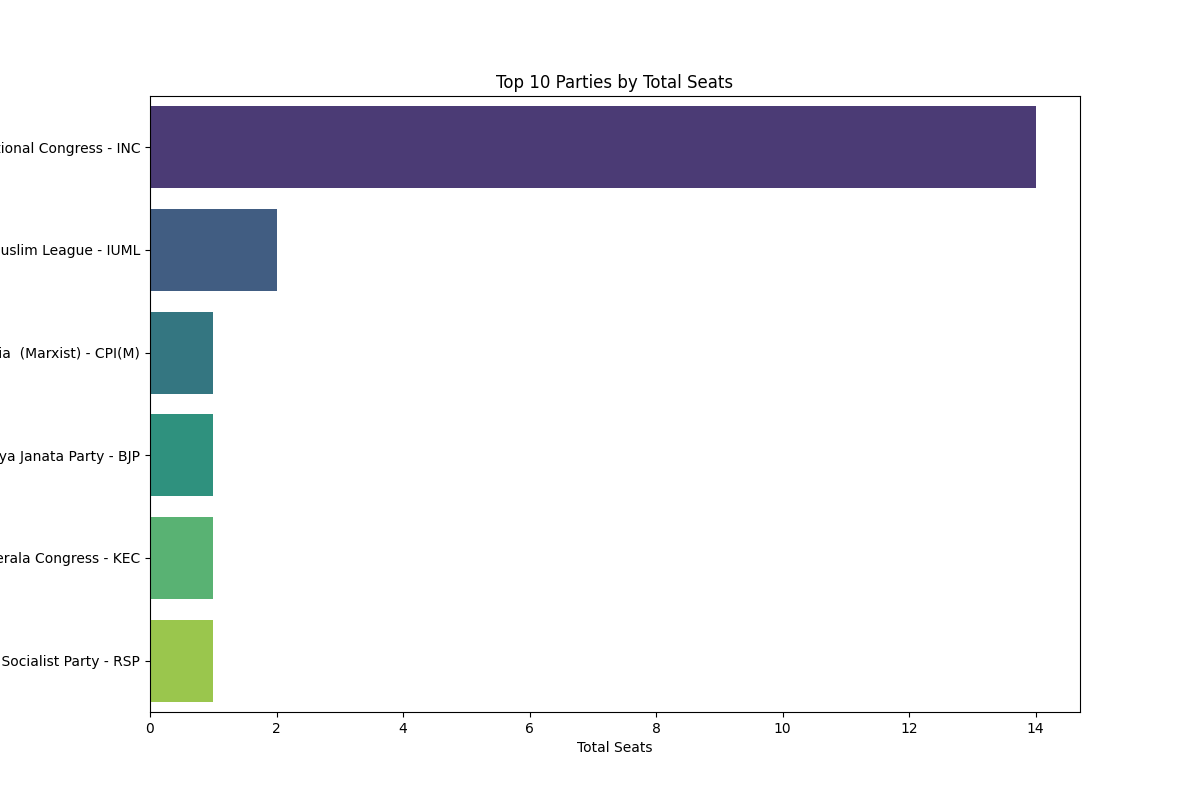 Top 10 Parties by Total Seats
tional Congress - INC
uslim League - IUML
ia  (Marxist) - CPI(M)
ya Janata Party - BJP
erala Congress - KEC
Socialist Party - RSP
0 2 4 6 8 10 12 14
Total Seats